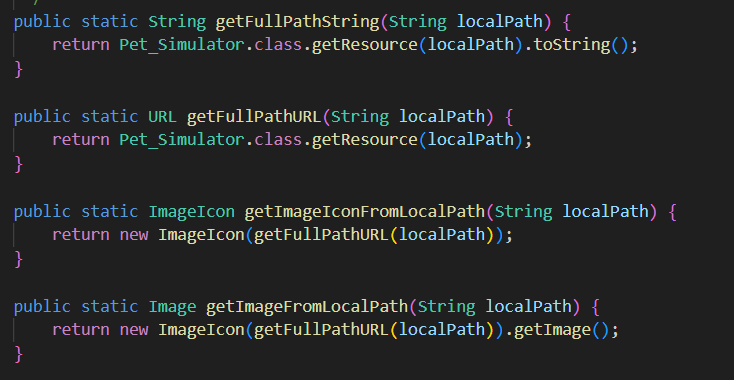 public static String getFullPathString(String localPath) {
return Pet_Simulator.class.getResource(localPath).toString();
}
public static URL getFullPathURL(String localPath) {
return Pet_Simulator.class.getResource(localPath);
}
public static ImageIcon getImageIconFromLocalPath(String localPath) {
return new ImageIcon(getFullPathURL(localPath));
}
public static Image getImageFromLocalPath(String localPath) {
return new ImageIcon(getFullPathURL(localPath)).getImage();
}